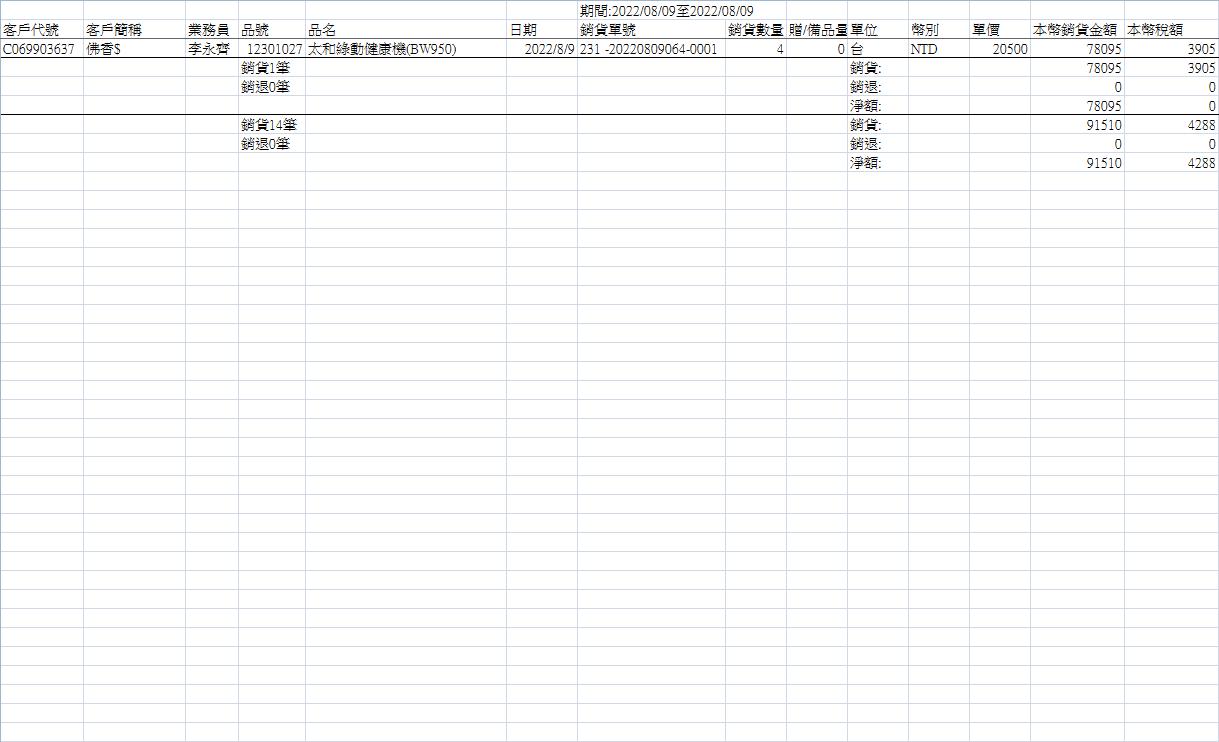 期間:2022/08/09至2022/08/09
客戶代號 客戶簡稱 業務員 品號 品名 日期 銷貨單號 銷貨數量 贈/備品量 單位 幣別 單價 本幣銷貨金額 本幣稅額
C069903637 佛香$ 李永齊 12301027 太和綠動健康機(BW950) 2022/8/9 231 -20220809064-0001 4 0 台 NTD 20500 78095 3905
銷貨1筆 銷貨: 78095 3905
銷退0筆 銷退: 0 0
淨額: 78095 0
銷貨14筆 銷貨: 91510 4288
銷退0筆 銷退: 0 0
淨額: 91510 4288